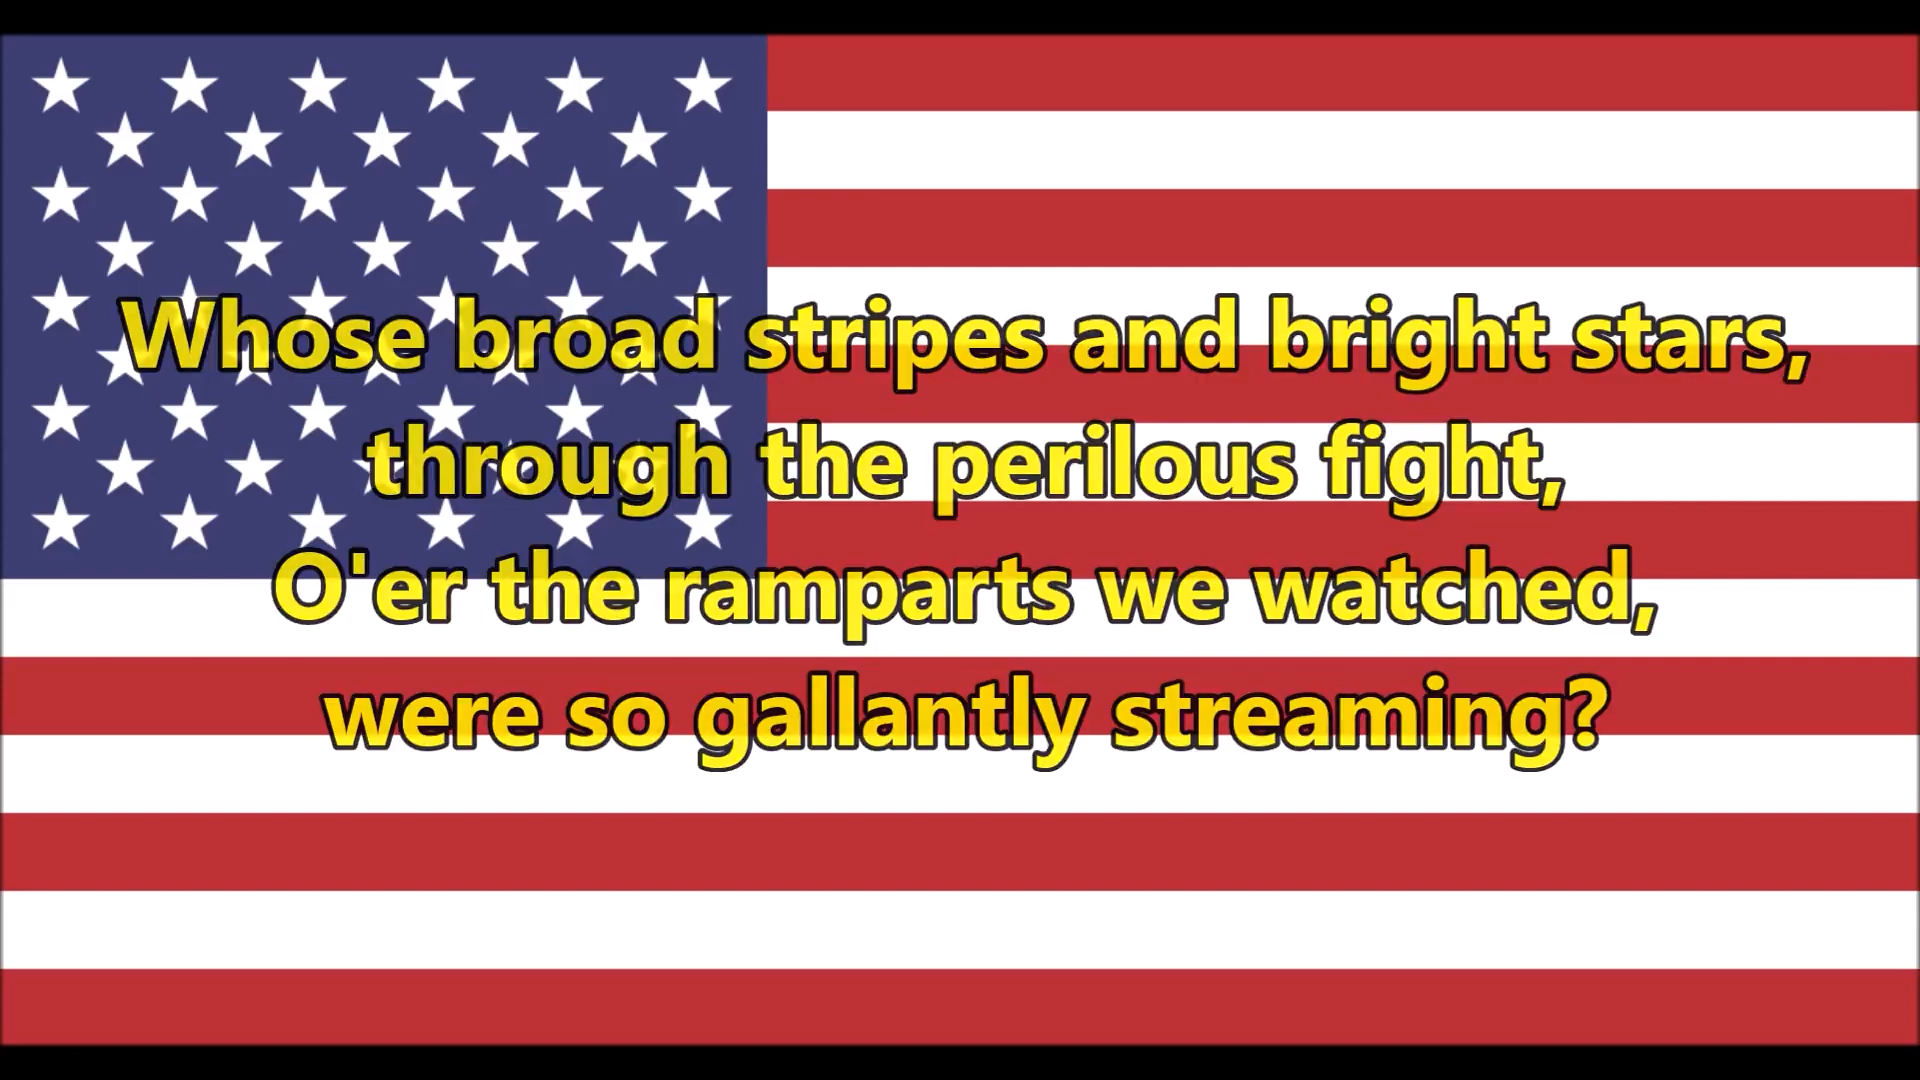 Whose broad stripes and bright stars,
through the perilous fight,
O'er the ramparts we watched,
were so gallantly streaming?